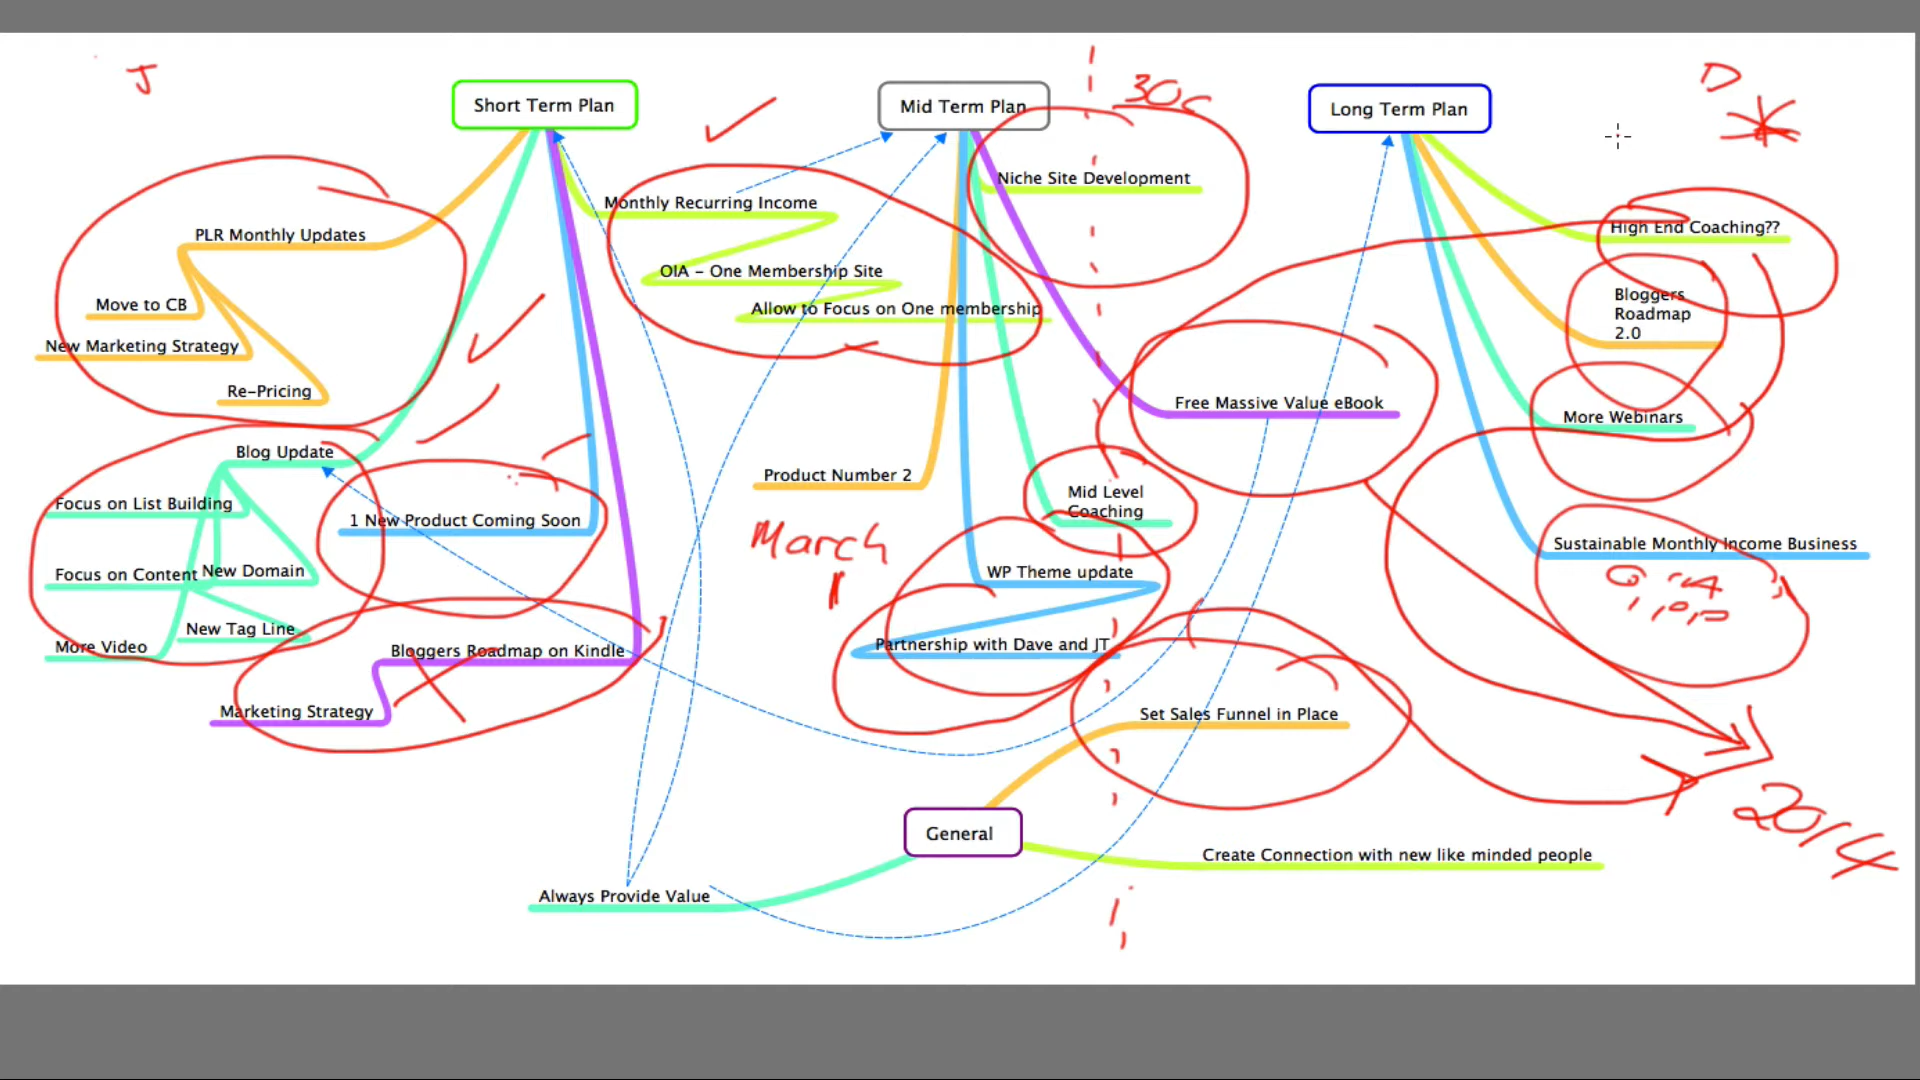 J
D
30c
Short Term Plan
Mid Term Plan
Long Term Plan
Niche Site Development
Monthly Recurring Income
High End Coaching??
PLR Monthly Updates
OIA – One Membership Site
Move to CB
Allow to Focus on One membership
Bloggers
Roadmap
2.0
New Marketing Strategy
Re-Pricing
Free Massive Value eBook
More Webinars
Blog Update
Product Number 2
Mid Level
Coaching
Focus on List Building
1 New Product Coming Soon
March
Sustainable Monthly Income Business
Focus on Content
New Domain
WP Theme update
New Tag Line
More Video
Bloggers Roadmap on Kindle
Partnership with Dave and JT
Marketing Strategy
Set Sales Funnel in Place
2014
General
Create Connection with new like minded people
Always Provide Value